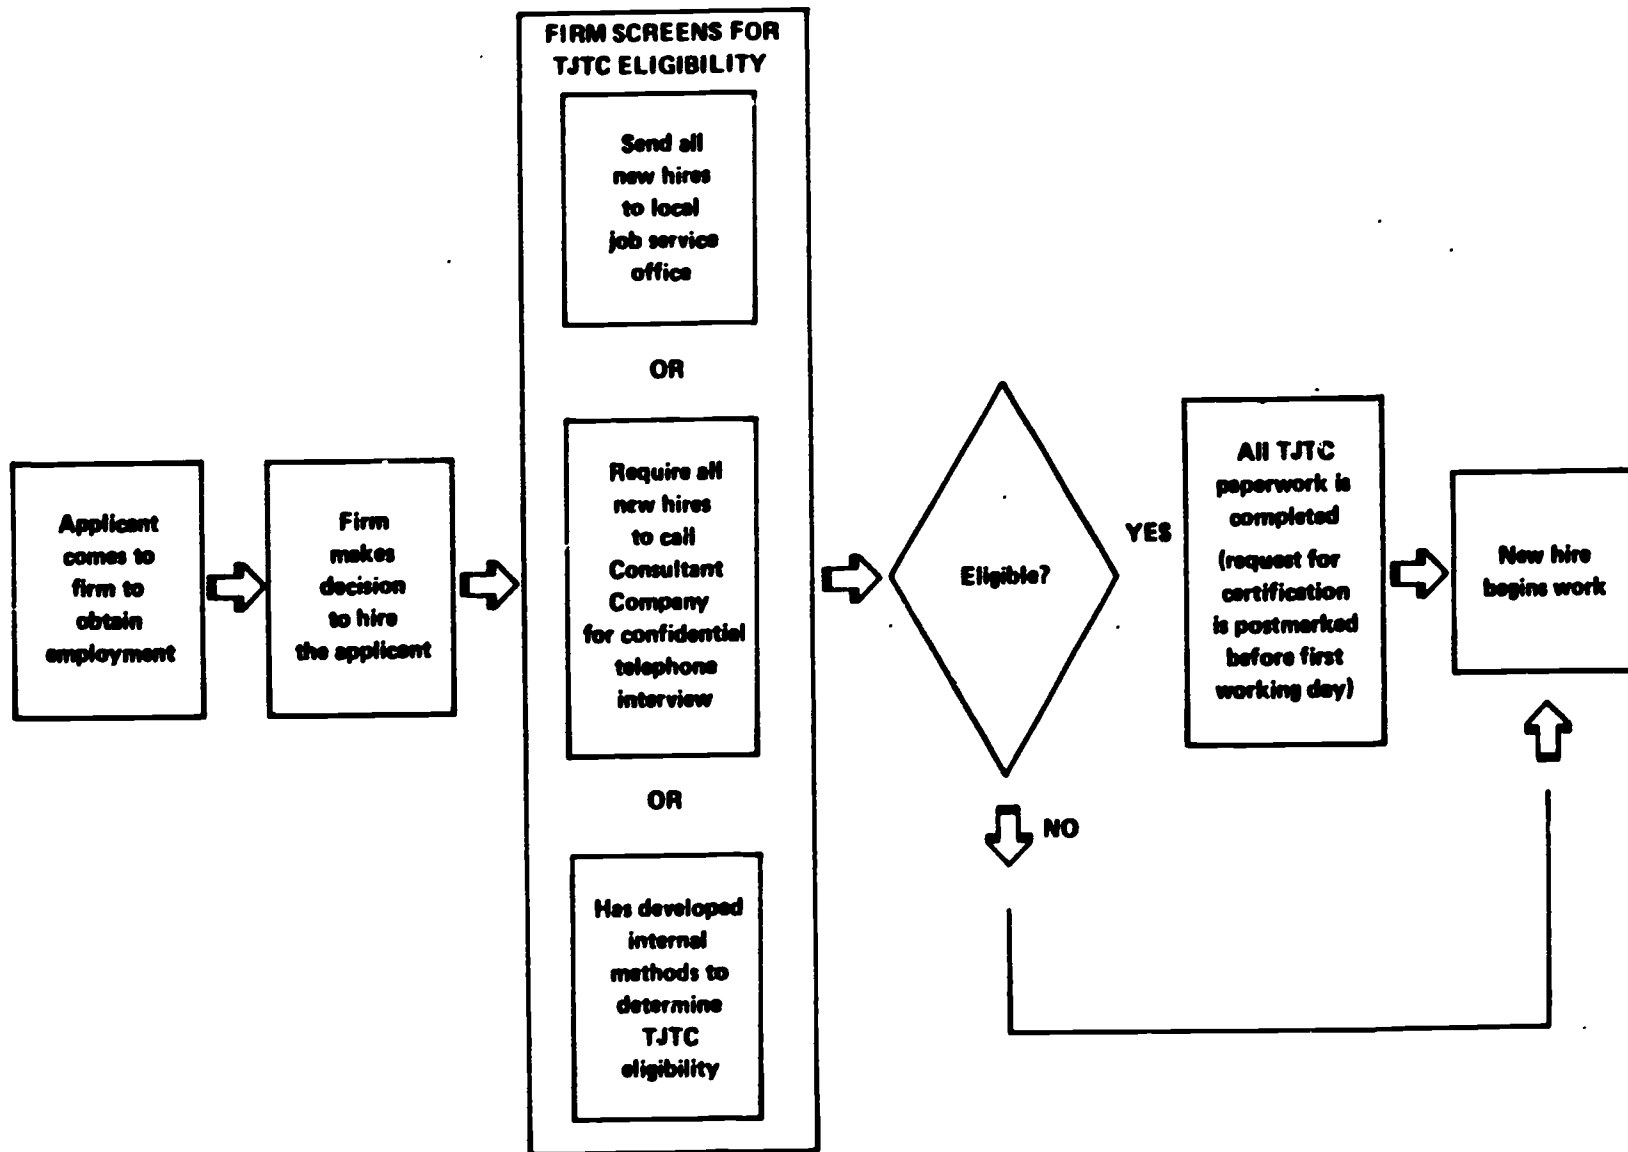 Applicant
comes to
firm to
obtain
employment
Firm
makes
decision
to hire
the applicant
FIRM SCREENS FOR
TJTC ELIGIBILITY
Send all
new hires
to local
job service
office
OR
Require all
new hires
to call
Consultant
Company
for confidential
telephone
interview
OR
Has developed
internal
methods to
determine
TJTC
eligibility
Eligible?
YES
NO
All TJTC
paperwork is
completed
(request for
certification
is postmarked
before first
working day)
New hire
begins work